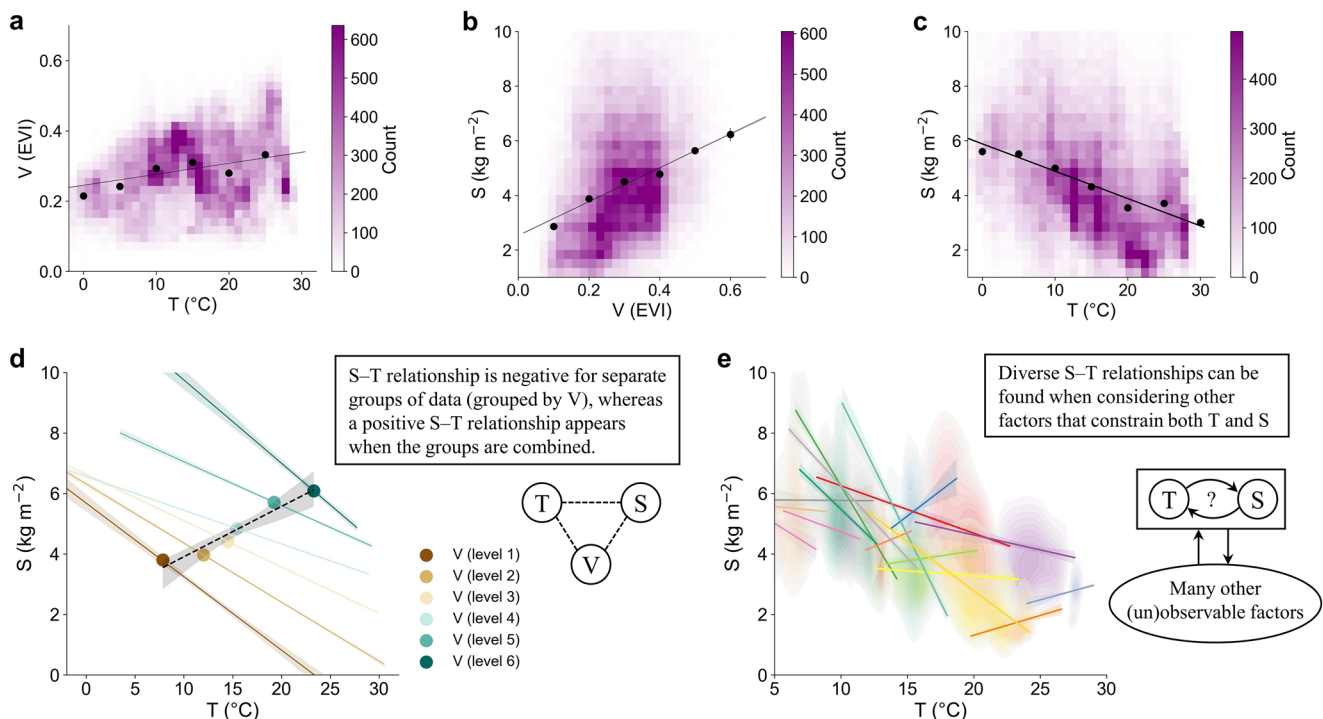 a
0.6
0.4
0.2
0.0
V (EVI)
0
10
20
30
T (°C)
600
500
400
300
200
100
0
Count
b
10
8
6
4
2
S (kg m⁻²)
0.0
0.2
0.4
0.6
V (EVI)
600
500
400
300
200
100
0
Count
c
10
8
6
4
2
S (kg m⁻²)
0
10
20
30
T (°C)
400
300
200
100
0
Count
d
10
8
6
4
2
0
S (kg m⁻²)
0
5
10
15
20
25
30
T (°C)
S–T relationship is negative for separate
groups of data (grouped by V), whereas
a positive S–T relationship appears
when the groups are combined.
T
S
V
V (level 1)
V (level 2)
V (level 3)
V (level 4)
V (level 5)
V (level 6)
e
10
8
6
4
2
0
S (kg m⁻²)
5
10
15
20
25
30
T (°C)
Diverse S–T relationships can be
found when considering other
factors that constrain both T and S
T
?
S
Many other
(un)observable factors